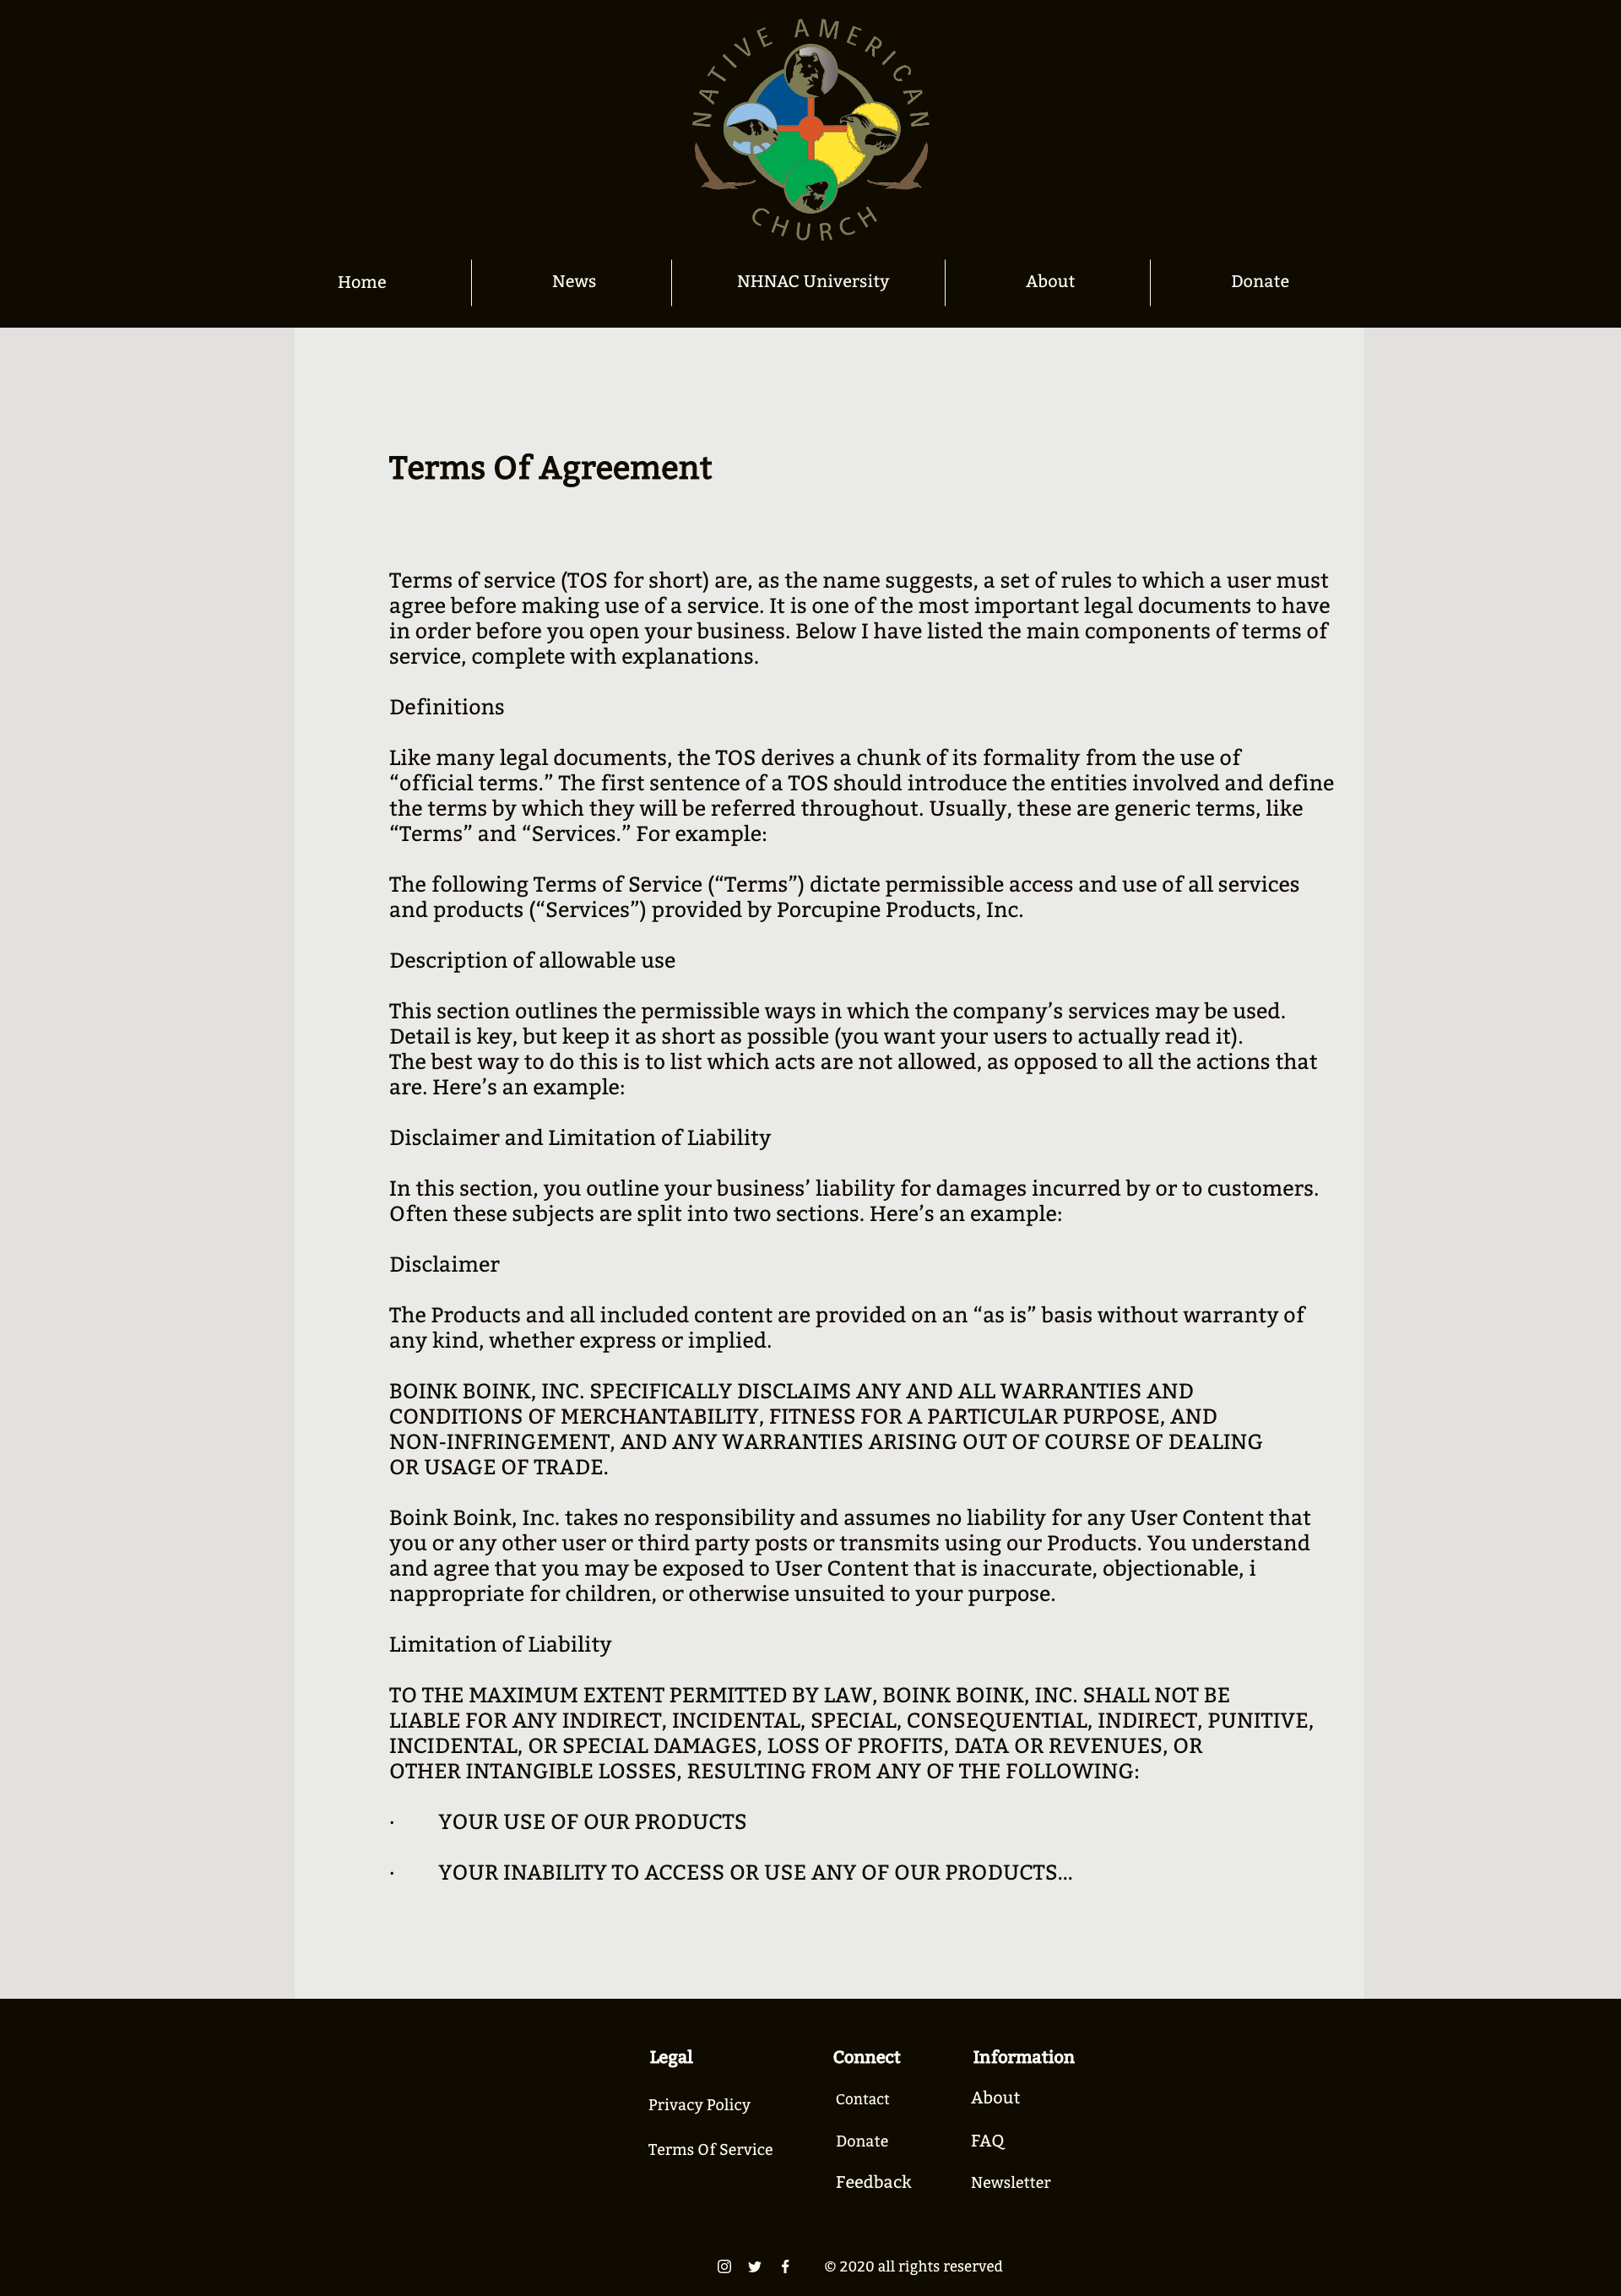 NATIVE AMERICAN
CHURCH
Home
News
NHNAC University
About
Donate
Terms Of Agreement
Terms of service (TOS for short) are, as the name suggests, a set of rules to which a user must
agree before making use of a service. It is one of the most important legal documents to have
in order before you open your business. Below I have listed the main components of terms of
service, complete with explanations.
Definitions
Like many legal documents, the TOS derives a chunk of its formality from the use of
“official terms.” The first sentence of a TOS should introduce the entities involved and define
the terms by which they will be referred throughout. Usually, these are generic terms, like
“Terms” and “Services.” For example:
The following Terms of Service (“Terms”) dictate permissible access and use of all services
and products (“Services”) provided by Porcupine Products, Inc.
Description of allowable use
This section outlines the permissible ways in which the company’s services may be used.
Detail is key, but keep it as short as possible (you want your users to actually read it).
The best way to do this is to list which acts are not allowed, as opposed to all the actions that
are. Here’s an example:
Disclaimer and Limitation of Liability
In this section, you outline your business’ liability for damages incurred by or to customers.
Often these subjects are split into two sections. Here’s an example:
Disclaimer
The Products and all included content are provided on an “as is” basis without warranty of
any kind, whether express or implied.
BOINK BOINK, INC. SPECIFICALLY DISCLAIMS ANY AND ALL WARRANTIES AND
CONDITIONS OF MERCHANTABILITY, FITNESS FOR A PARTICULAR PURPOSE, AND
NON-INFRINGEMENT, AND ANY WARRANTIES ARISING OUT OF COURSE OF DEALING
OR USAGE OF TRADE.
Boink Boink, Inc. takes no responsibility and assumes no liability for any User Content that
you or any other user or third party posts or transmits using our Products. You understand
and agree that you may be exposed to User Content that is inaccurate, objectionable, i
nappropriate for children, or otherwise unsuited to your purpose.
Limitation of Liability
TO THE MAXIMUM EXTENT PERMITTED BY LAW, BOINK BOINK, INC. SHALL NOT BE
LIABLE FOR ANY INDIRECT, INCIDENTAL, SPECIAL, CONSEQUENTIAL, INDIRECT, PUNITIVE,
INCIDENTAL, OR SPECIAL DAMAGES, LOSS OF PROFITS, DATA OR REVENUES, OR
OTHER INTANGIBLE LOSSES, RESULTING FROM ANY OF THE FOLLOWING:
· YOUR USE OF OUR PRODUCTS
· YOUR INABILITY TO ACCESS OR USE ANY OF OUR PRODUCTS…
Legal
Privacy Policy
Terms Of Service
Connect
Contact
Donate
Feedback
Information
About
FAQ
Newsletter
© 2020 all rights reserved